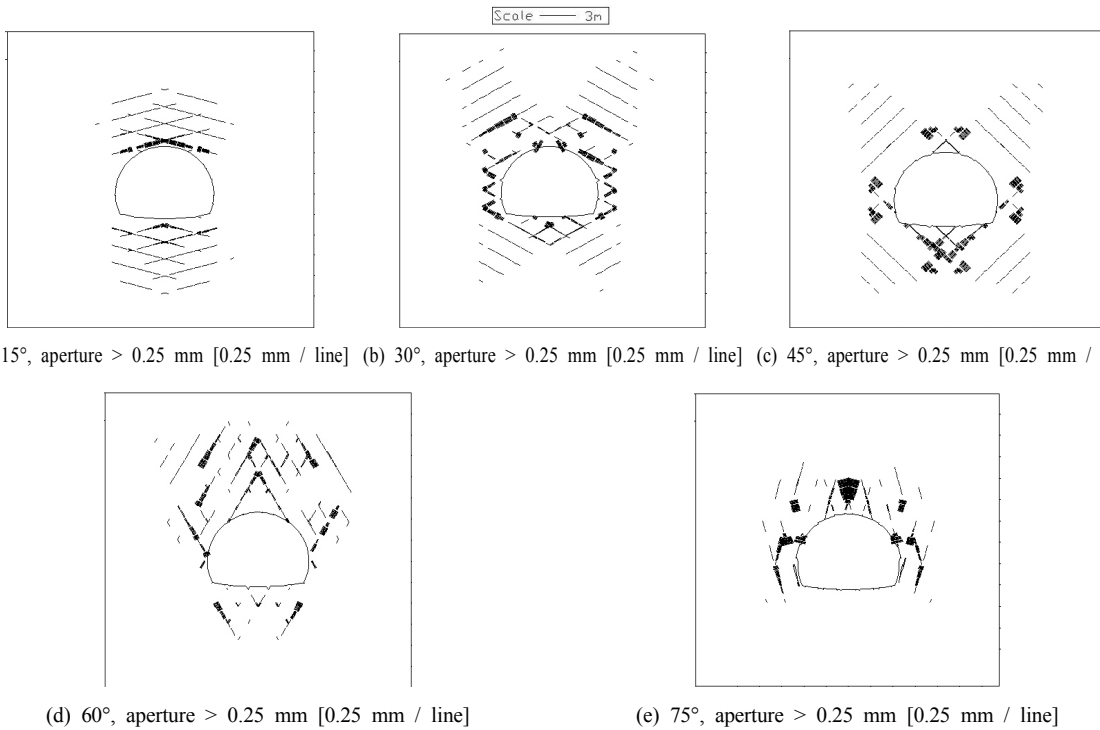 Scale 3m
15°, aperture > 0.25 mm [0.25 mm / line] (b) 30°, aperture > 0.25 mm [0.25 mm / line] (c) 45°, aperture > 0.25 mm [0.25 mm /
(d) 60°, aperture > 0.25 mm [0.25 mm / line]
(e) 75°, aperture > 0.25 mm [0.25 mm / line]